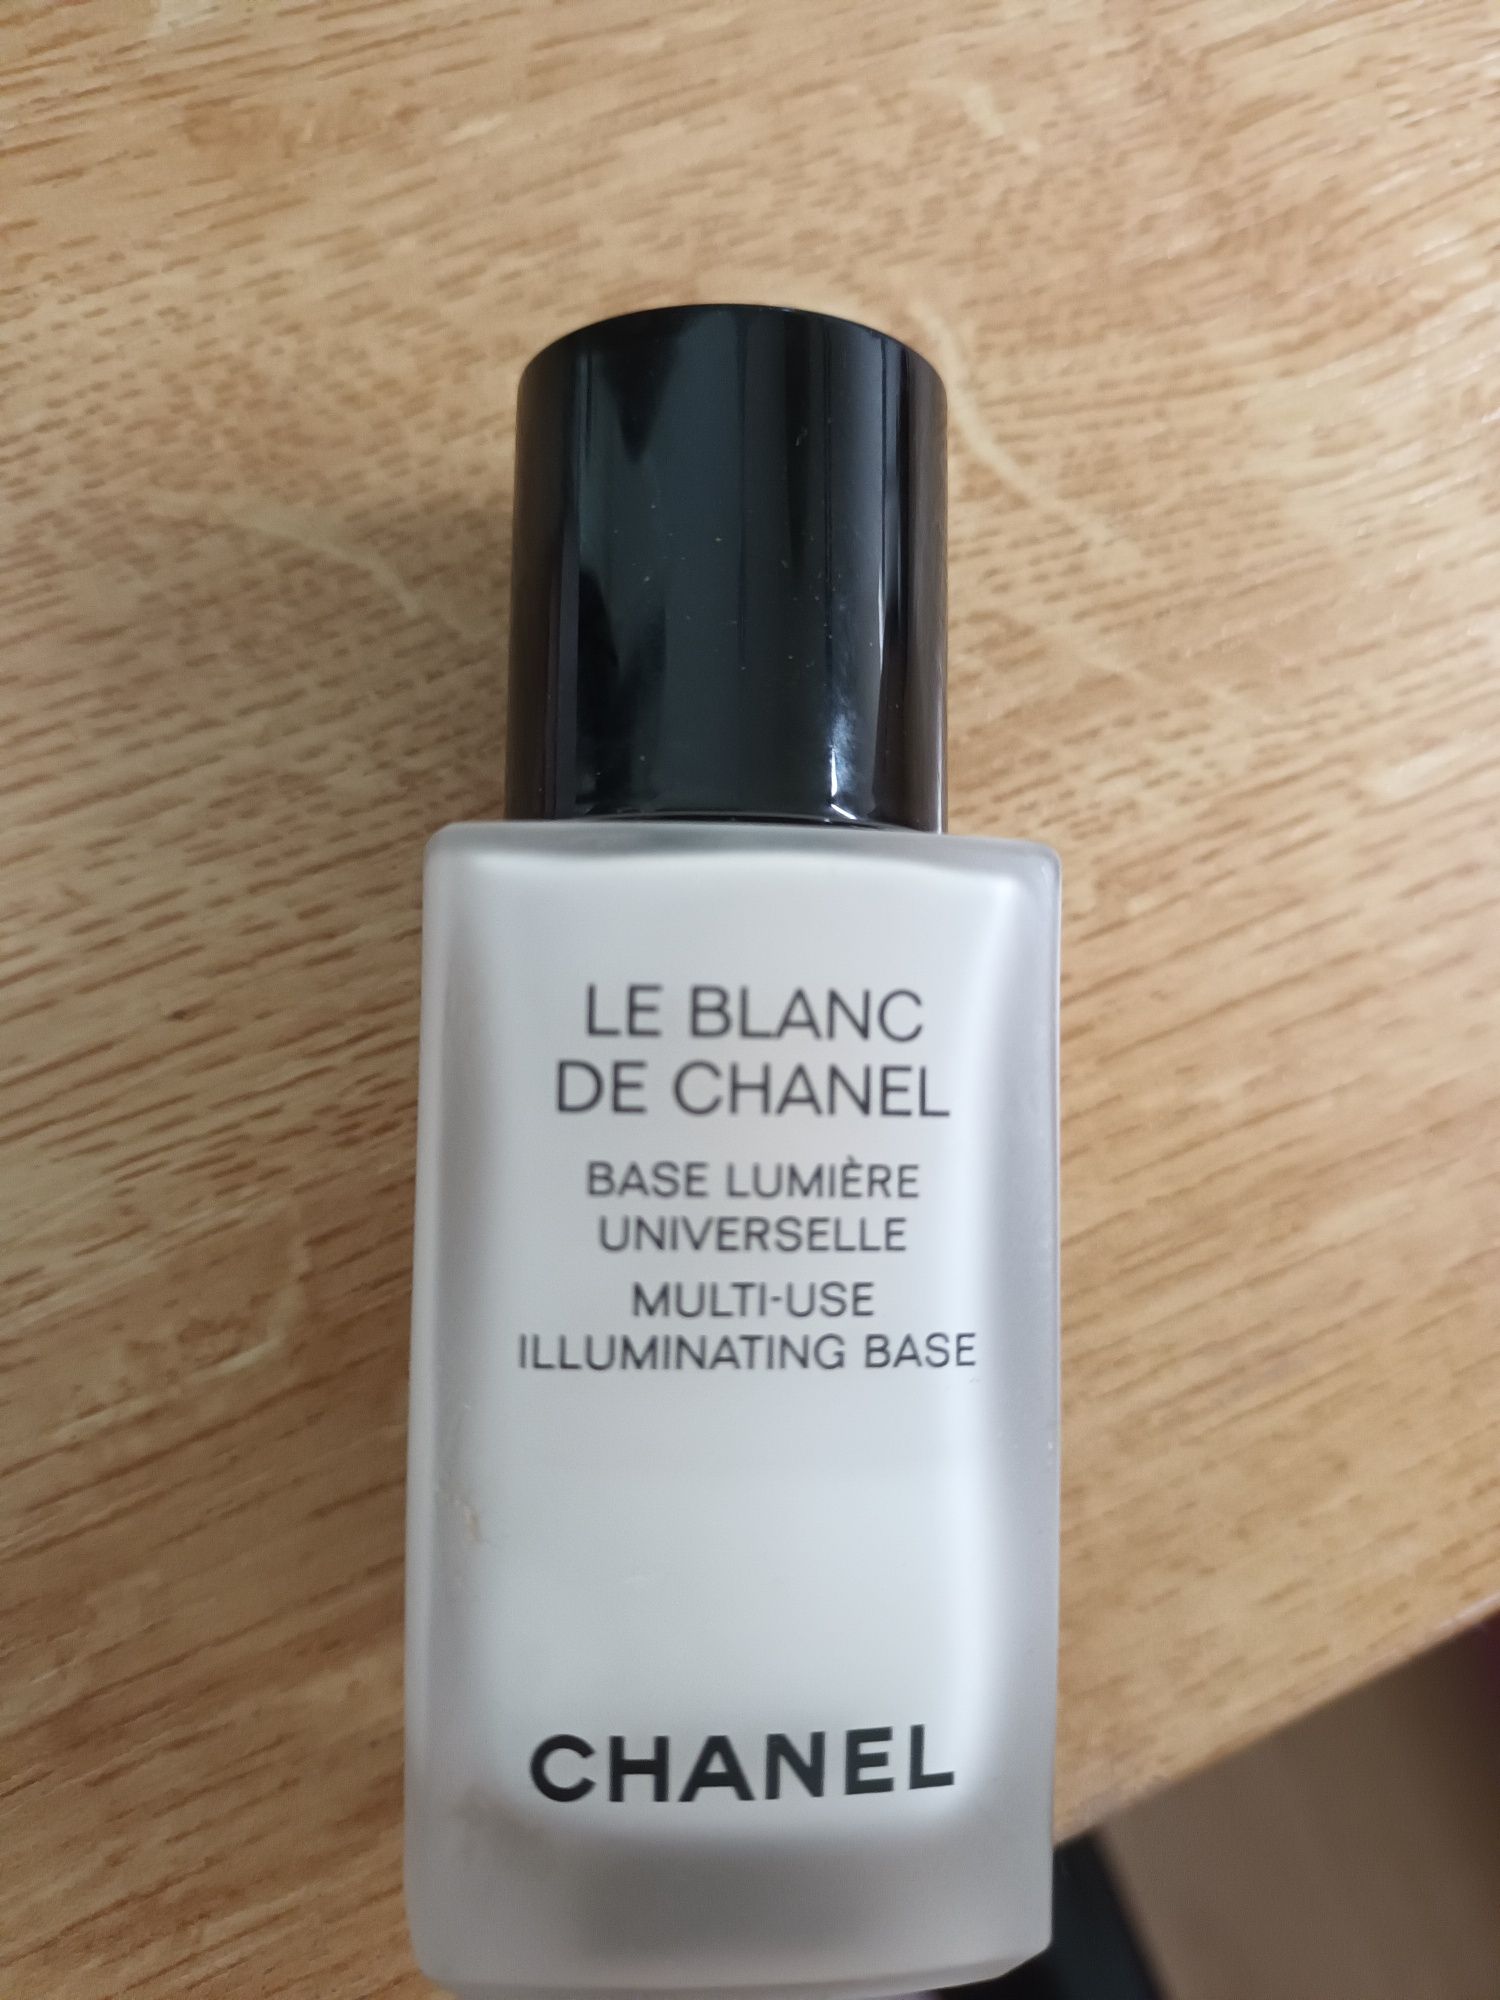 LE BLANC
DE CHANEL
BASE LUMIÈRE
UNIVERSELLE
MULTI-USE
ILLUMINATING BASE
CHANEL